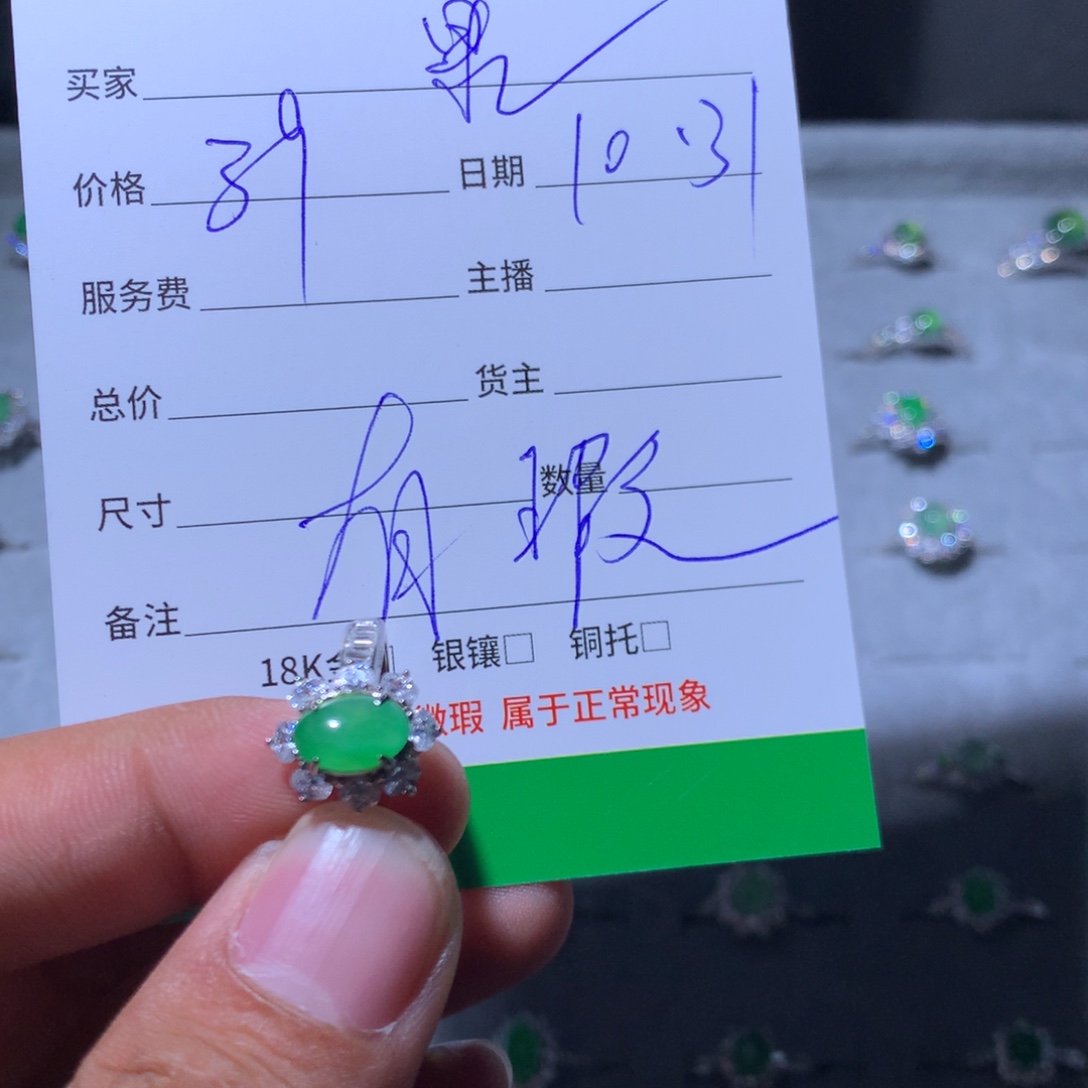 买家 果
价格 39 日期 10.31
服务费 主播
总价 货主
尺寸 数量
备注 有瑕
18K金 银镶 铜托
微瑕 属于正常现象